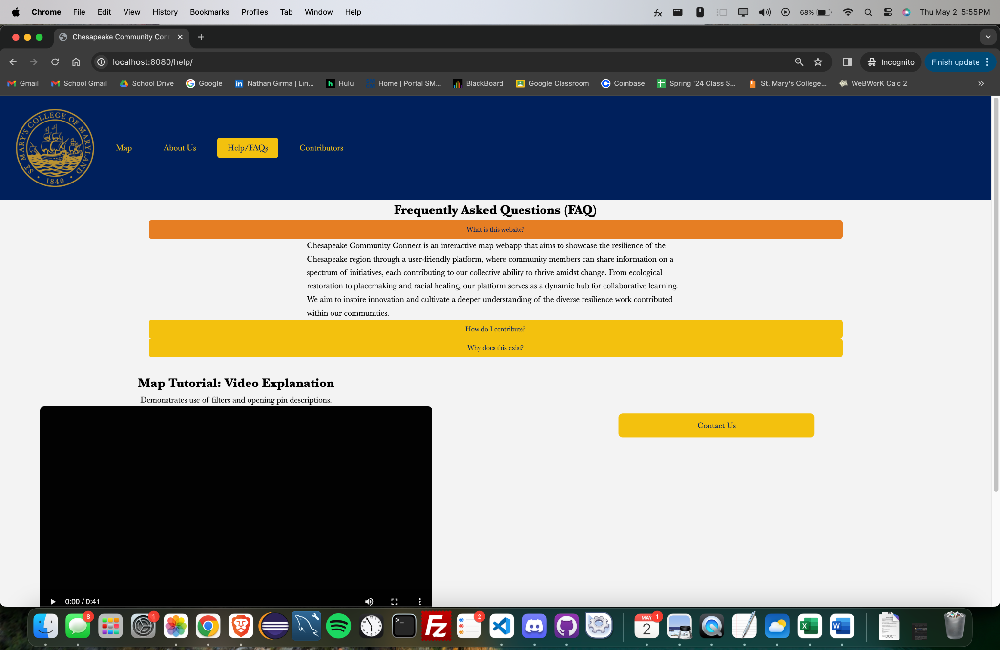 Chrome File Edit View History Bookmarks Profiles Tab Window Help 68% Thu May 2 5:55 PM
Chesapeake Community Con
localhost:8080/help/ Incognito Finish update
Gmail School Gmail School Drive Google Nathan Girma | Lin... Hulu Home | Portal SM... BlackBoard Google Classroom Coinbase Spring '24 Class S... St. Mary's College... WeBWorK Calc 2
ST MARY'S COLLEGE OF MARYLAND
1840
Map About Us Help/FAQs Contributors
Frequently Asked Questions (FAQ)
What is this website?
Chesapeake Community Connect is an interactive map webapp that aims to showcase the resilience of the
Chesapeake region through a user-friendly platform, where community members can share information on a
spectrum of initiatives, each contributing to our collective ability to thrive amidst change. From ecological
restoration to placemaking and racial healing, our platform serves as a dynamic hub for collaborative learning.
We aim to inspire innovation and cultivate a deeper understanding of the diverse resilience work contributed
within our communities.
How do I contribute?
Why does this exist?
Map Tutorial: Video Explanation
Demonstrates use of filters and opening pin descriptions.
Contact Us
0:00 / 0:41
8 1 2 MAY 1
2
FZ X W DOC